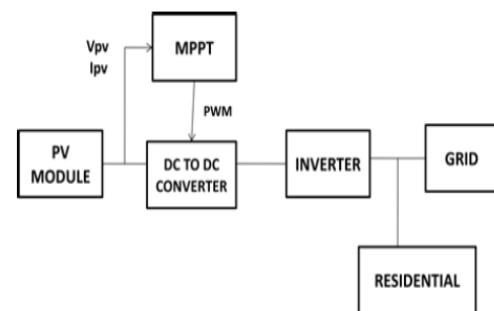 Vpv
Ipv
MPPT
PWM
PV
MODULE
DC TO DC
CONVERTER
INVERTER
GRID
RESIDENTIAL